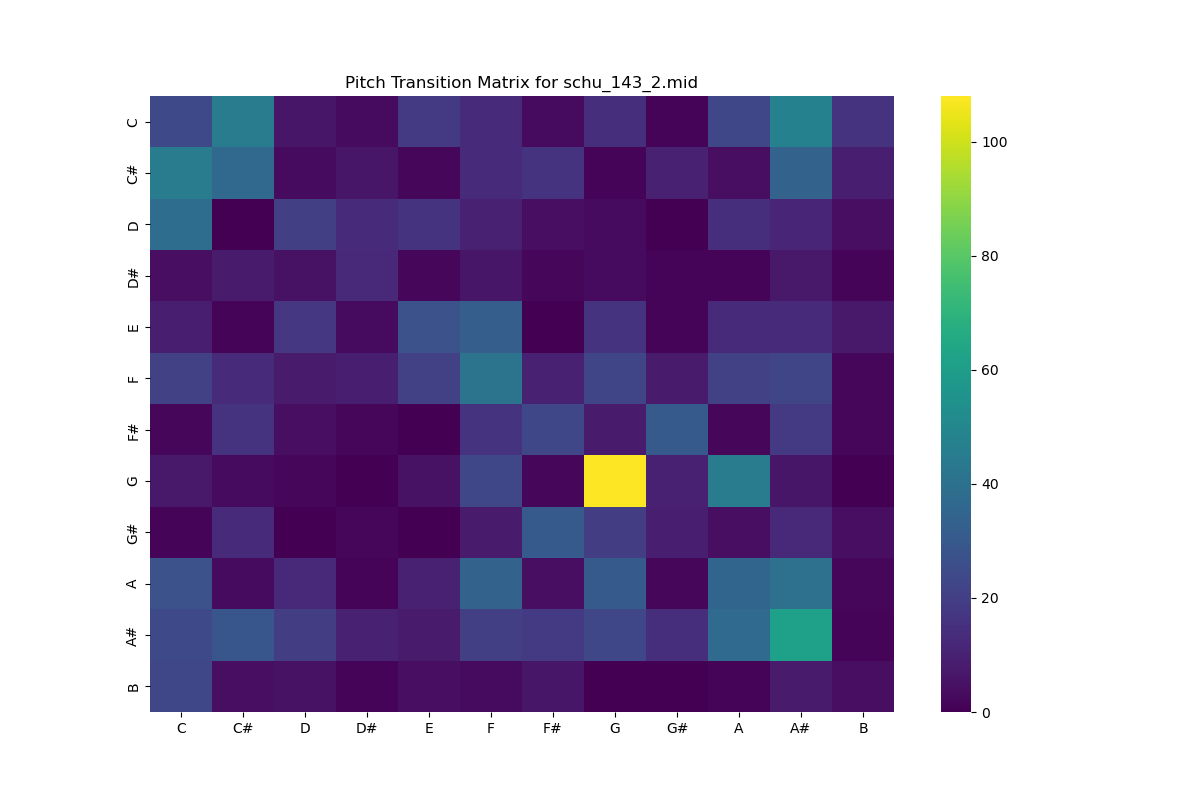 Pitch Transition Matrix for schu_143_2.mid
C
C#
D
D#
E
F
F#
G
G#
A
A#
B
C C# D D# E F F# G G# A A# B
100
80
60
40
20
0